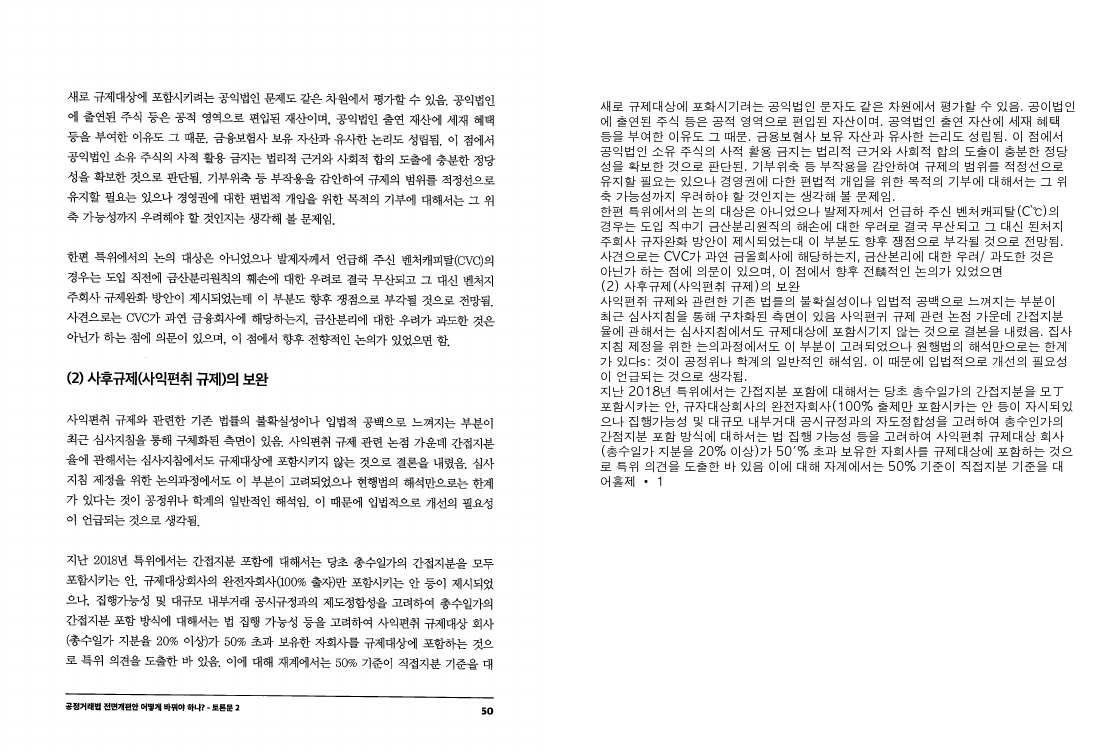 새로 규제대상에 포함시키려는 공익법인 문제도 같은 차원에서 평가할 수 있음. 공익법인
에 출연된 주식 등은 공적 영역으로 편입된 재산이며, 공익법인 출연 재산에 세재 혜택
등을 부여한 이유도 그 때문. 금융보험사 보유 자산과 유사한 논리도 성립됨. 이 점에서
공익법인 소유 주식의 사적 활용 금지는 법리적 근거와 사회적 합의 도출에 충분한 정당
성을 확보한 것으로 판단됨. 기부위축 등 부작용을 감안하여 규제의 범위를 적정선으로
유지할 필요는 있으나 경영권에 대한 편법적 개입을 위한 목적의 기부에 대해서는 그 위
축 가능성까지 우려해야 할 것인지는 생각해 볼 문제임.
한편 특위에서의 논의 대상은 아니었으나 발제자께서 언급해 주신 벤처캐피탈(CVC)의
경우는 도입 직전에 금산분리원칙의 훼손에 대한 우려로 결국 무산되고 그 대신 벤처지
주회사 규제완화 방안이 제시되었는데 이 부분도 향후 쟁점으로 부각될 것으로 전망됨.
사견으로는 CVC가 과연 금융회사에 해당하는지, 금산분리에 대한 우려가 과도한 것은
아닌가 하는 점에 의문이 있으며, 이 점에서 향후 전향적인 논의가 있었으면 함.
(2) 사후규제(사익편취 규제)의 보완
사익편취 규제와 관련한 기존 법률의 불확실성이나 입법적 공백으로 느껴지는 부분이
최근 심사지침을 통해 구체화된 측면이 있음. 사익편취 규제 관련 논점 가운데 간접지분
율에 관해서는 심사지침에서도 규제대상에 포함시키지 않는 것으로 결론을 내렸음. 심사
지침 제정을 위한 논의과정에서도 이 부분이 고려되었으나 현행법의 해석만으로는 한계
가 있다는 것이 공정위나 학계의 일반적인 해석임. 이 때문에 입법적으로 개선의 필요성
이 언급되는 것으로 생각됨.
지난 2018년 특위에서는 간접지분 포함에 대해서는 당초 총수일가의 간접지분을 모두
포함시키는 안, 규제대상회사의 완전자회사(100% 출자)만 포함시키는 안 등이 제시되었
으나, 집행가능성 및 대규모 내부거래 공시규정과의 제도정합성을 고려하여 총수일가의
간접지분 포함 방식에 대해서는 법 집행 가능성 등을 고려하여 사익편취 규제대상 회사
(총수일가 지분율 20% 이상)가 50% 초과 보유한 자회사를 규제대상에 포함하는 것으
로 특위 의견을 도출한 바 있음. 이에 대해 재계에서는 50% 기준이 직접지분 기준을 대
공정거래법 전면개편안 어떻게 바꿔야 하나? - 토론문 2
50
새로 규제대상에 포화시기려는 공익법인 문자도 같은 차원에서 평가할 수 있음. 공이법인
에 출연된 주식 등은 공적 영역으로 편입된 재산이며. 공역법인 출연 자산에 세제 혜택
등을 부여한 이유도 그 때문. 금용보험사 보유 자산과 유사한 는리도 성립됨. 이 점에서
공익법인 소유 주식의 사적 활용 금지는 법리적 근거와 사회적 합의 도출이 충분한 정당
성을 확보한 것으로 판단된. 기부위축 등 부작용을 감안하여 규제의 범위를 적정선으로
유지할 필요는 있으나 경영권에 다한 편법적 개입을 위한 목적의 기부에 대해서는 그 위
축 가능성까지 우려하야 할 것인지는 생각해 볼 문제임.
한편 특위에서의 논의 대상은 아니었으나 발제자께서 언급하 주신 벤처캐피탈(C`℃)의
경우는 도입 직中기 금산분리원직의 해손에 대한 우려로 결국 무산되고 그 대신 된처지
주회사 규자완화 방안이 제시되었는대 이 부분도 향후 쟁점으로 부각될 것으로 전망됨.
사건으로는 CVC가 과연 금올회사에 해당하는지, 금산본리에 대한 우려/ 과도한 것은
아닌가 하는 점에 의문이 있으며, 이 점에서 향후 전麟적인 논의가 있었으면
(2) 사후규제(사익편취 규제)의 보완
사익편취 규제와 관련한 기존 법틀의 불확실성이나 입법적 공백으로 느껴지는 부분이
최근 심사지침을 통해 구차화된 측면이 있음 사익편귀 규제 관련 논점 가운데 간접지분
율에 관해서는 심사지침에서도 규제대상에 포함시기지 않는 것으로 결본을 내렸음. 집사
지침 제정을 위한 는의과정에서도 이 부분이 고려되었으나 원행법의 해석만으로는 한계
가 있다s: 것이 공정위나 학계의 일반적인 해석임. 이 때문에 입법적으로 개선의 필요성
이 언급되는 것으로 생각됨.
지난 2018년 특위에서는 간접지분 포함에 대해서는 당초 총수일가의 간접지분을 모丁
포함시카는 안, 규자대상회사의 완전자회사(100% 출제만 포함시카는 안 등이 자시되있
으나 집행가능성 및 대규모 내부거대 공시규정과의 자도정합성을 고려하여 총수인가의
간점지분 포함 방식에 대하서는 법 집행 가능성 등을 고려하여 사익편취 규제대상 회사
(총수일가 지분을 20% 이상)가 50′% 초과 보유한 자회사를 규제대상에 포함하는 것으
로 특위 의견을 도출한 바 있음 이에 대해 자계에서는 50% 기준이 직접지분 기준을 대
어홀제 • 1